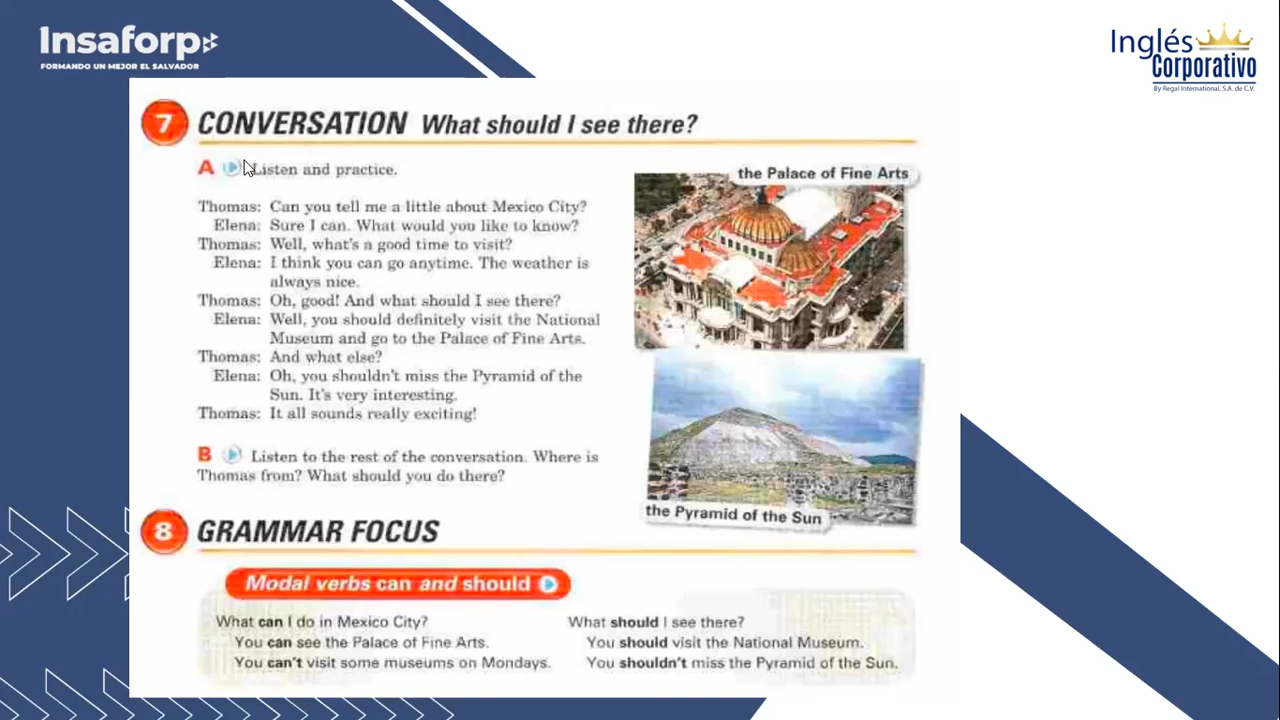 Insaforp
FORMANDO UN MEJOR EL SALVADOR
Inglés
Corporativo
By Regal International, S.A. de C.V.
7 CONVERSATION What should I see there?
A Listen and practice.
Thomas: Can you tell me a little about Mexico City?
Elena: Sure I can. What would you like to know?
Thomas: Well, what's a good time to visit?
Elena: I think you can go anytime. The weather is
always nice.
Thomas: Oh, good! And what should I see there?
Elena: Well, you should definitely visit the National
Museum and go to the Palace of Fine Arts.
Thomas: And what else?
Elena: Oh, you shouldn't miss the Pyramid of the
Sun. It's very interesting.
Thomas: It all sounds really exciting!
the Palace of Fine Arts
the Pyramid of the Sun
B Listen to the rest of the conversation. Where is
Thomas from? What should you do there?
8 GRAMMAR FOCUS
Modal verbs can and should
What can I do in Mexico City?
You can see the Palace of Fine Arts.
You can't visit some museums on Mondays.
What should I see there?
You should visit the National Museum.
You shouldn't miss the Pyramid of the Sun.